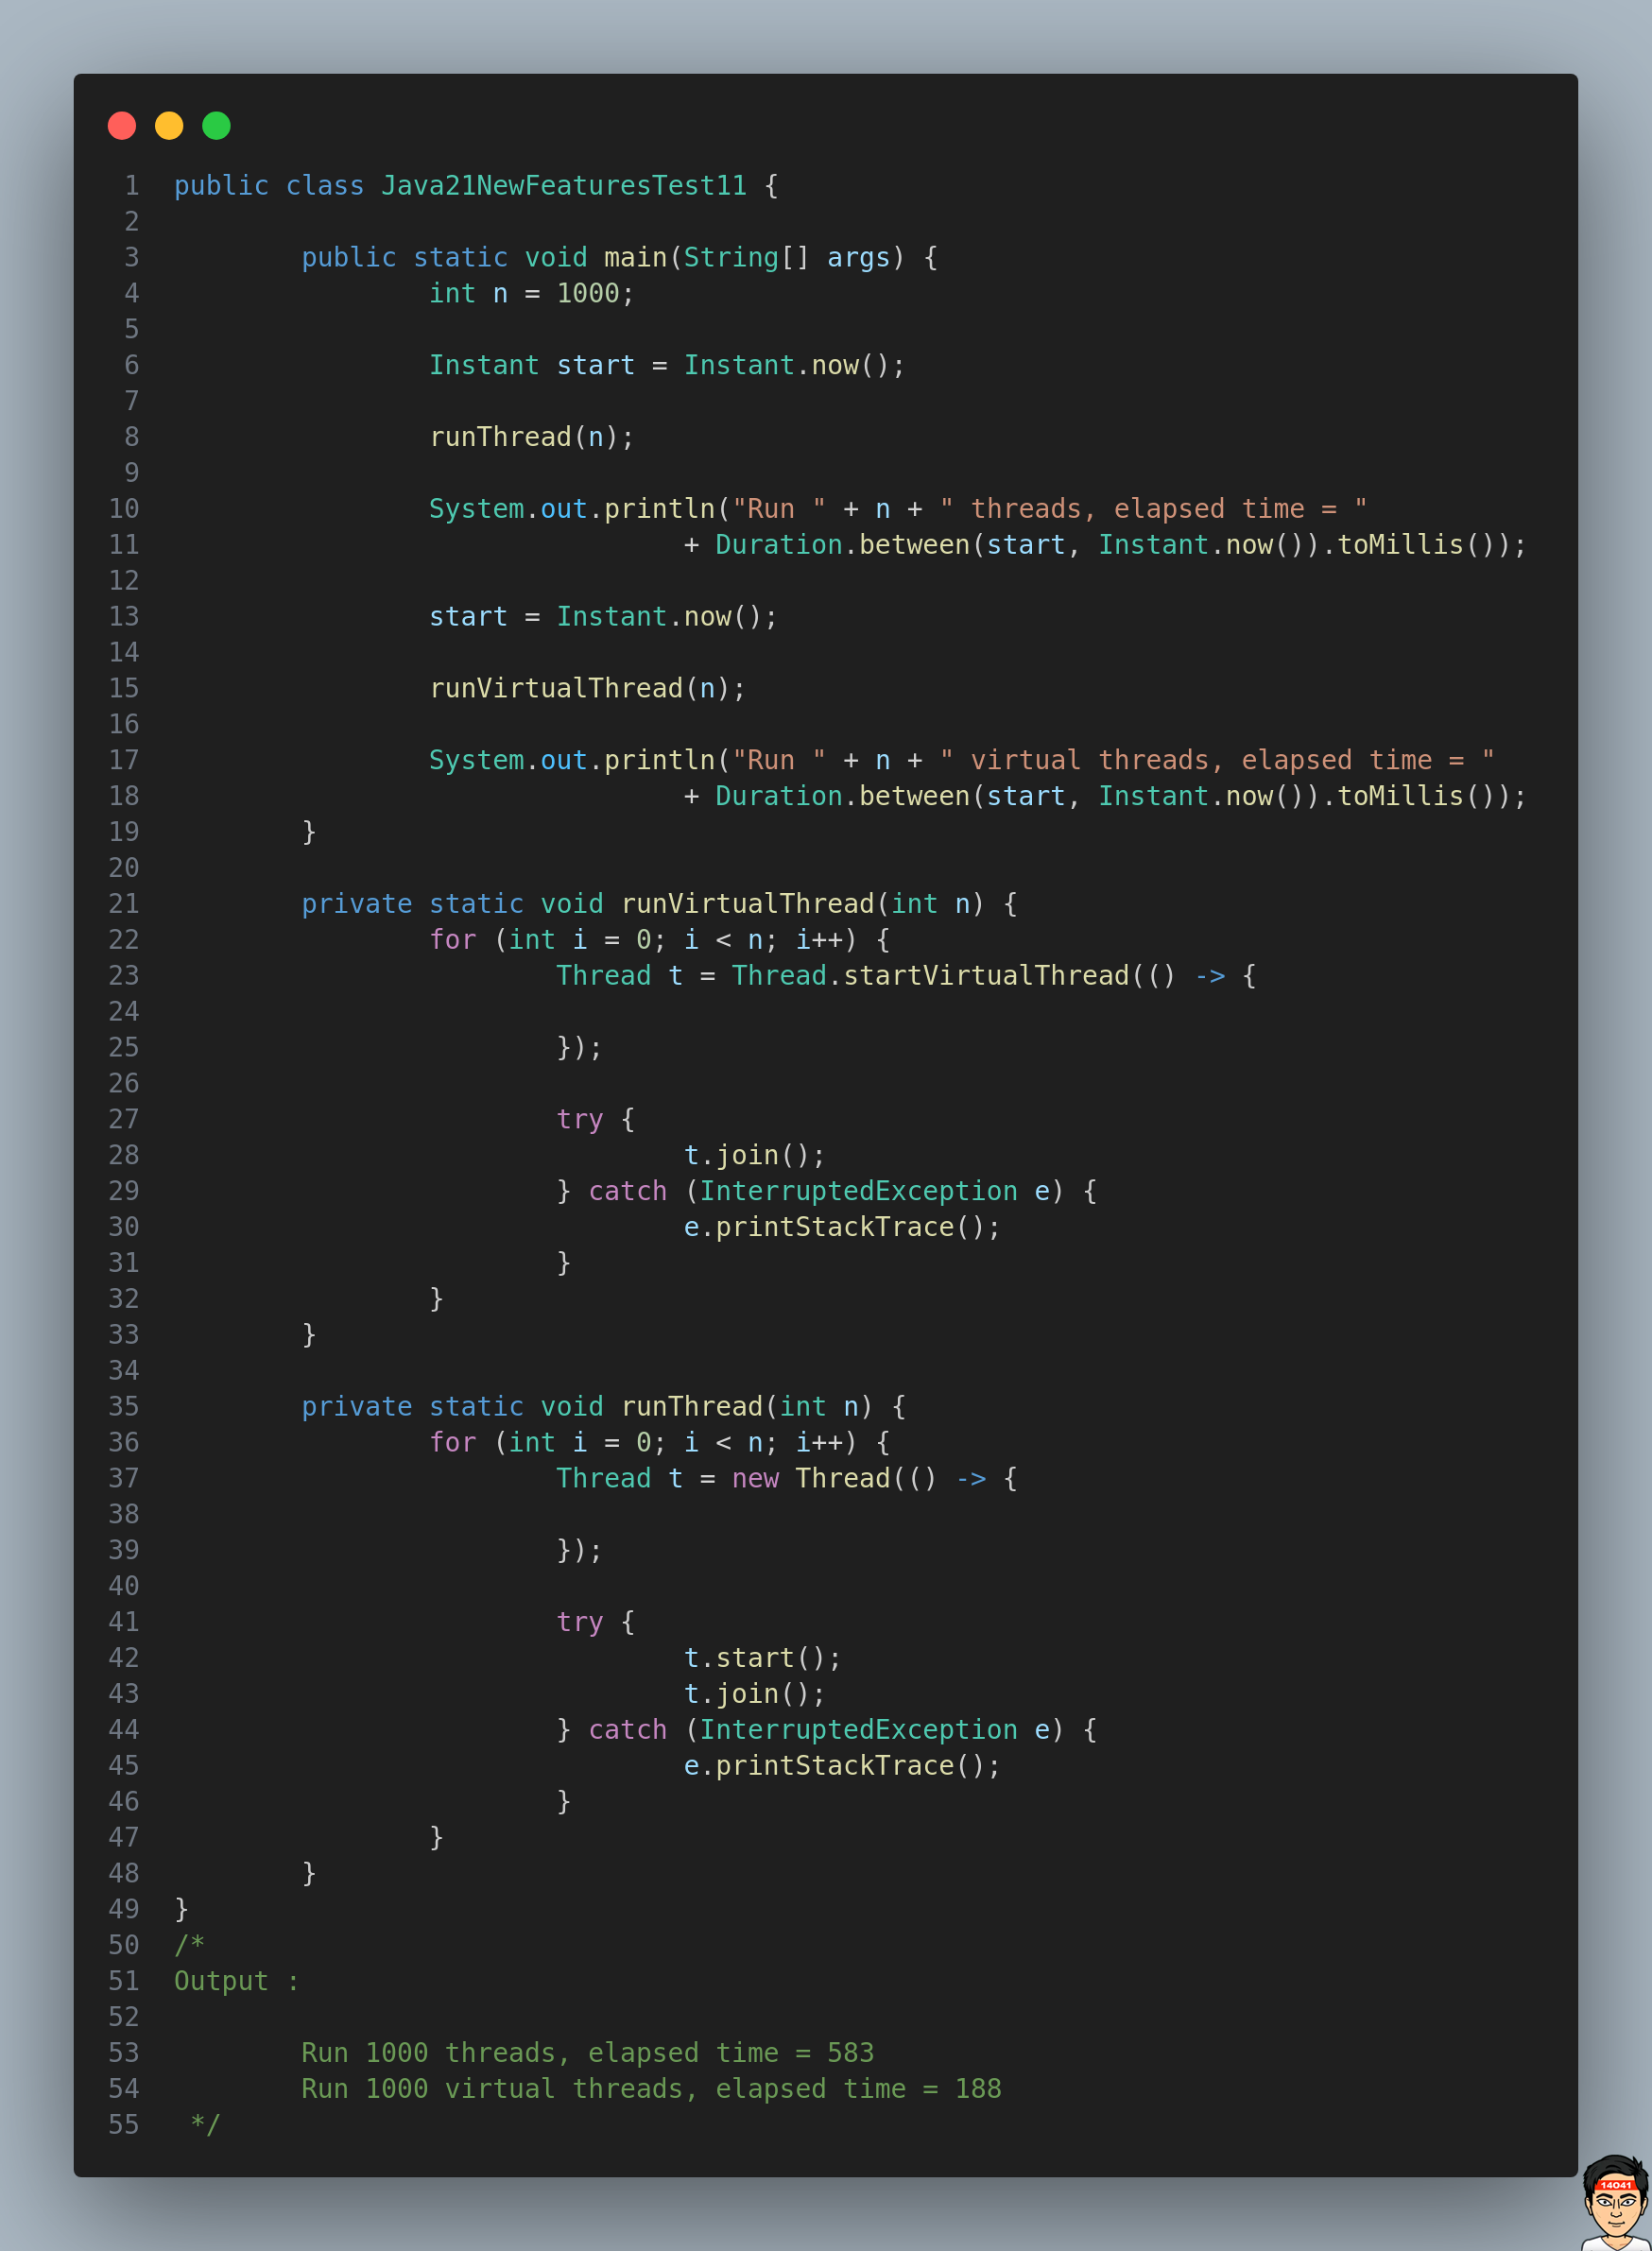 1 public class Java21NewFeaturesTest11 {
2
3 public static void main(String[] args) {
4 int n = 1000;
5
6 Instant start = Instant.now();
7
8 runThread(n);
9
10 System.out.println("Run " + n + " threads, elapsed time = "
11 + Duration.between(start, Instant.now()).toMillis());
12
13 start = Instant.now();
14
15 runVirtualThread(n);
16
17 System.out.println("Run " + n + " virtual threads, elapsed time = "
18 + Duration.between(start, Instant.now()).toMillis());
19 }
20
21 private static void runVirtualThread(int n) {
22 for (int i = 0; i < n; i++) {
23 Thread t = Thread.startVirtualThread(() -> {
24
25 });
26
27 try {
28 t.join();
29 } catch (InterruptedException e) {
30 e.printStackTrace();
31 }
32 }
33 }
34
35 private static void runThread(int n) {
36 for (int i = 0; i < n; i++) {
37 Thread t = new Thread(() -> {
38
39 });
40
41 try {
42 t.start();
43 t.join();
44 } catch (InterruptedException e) {
45 e.printStackTrace();
46 }
47 }
48 }
49 }
50 /*
51 Output :
52
53 Run 1000 threads, elapsed time = 583
54 Run 1000 virtual threads, elapsed time = 188
55 */
14041